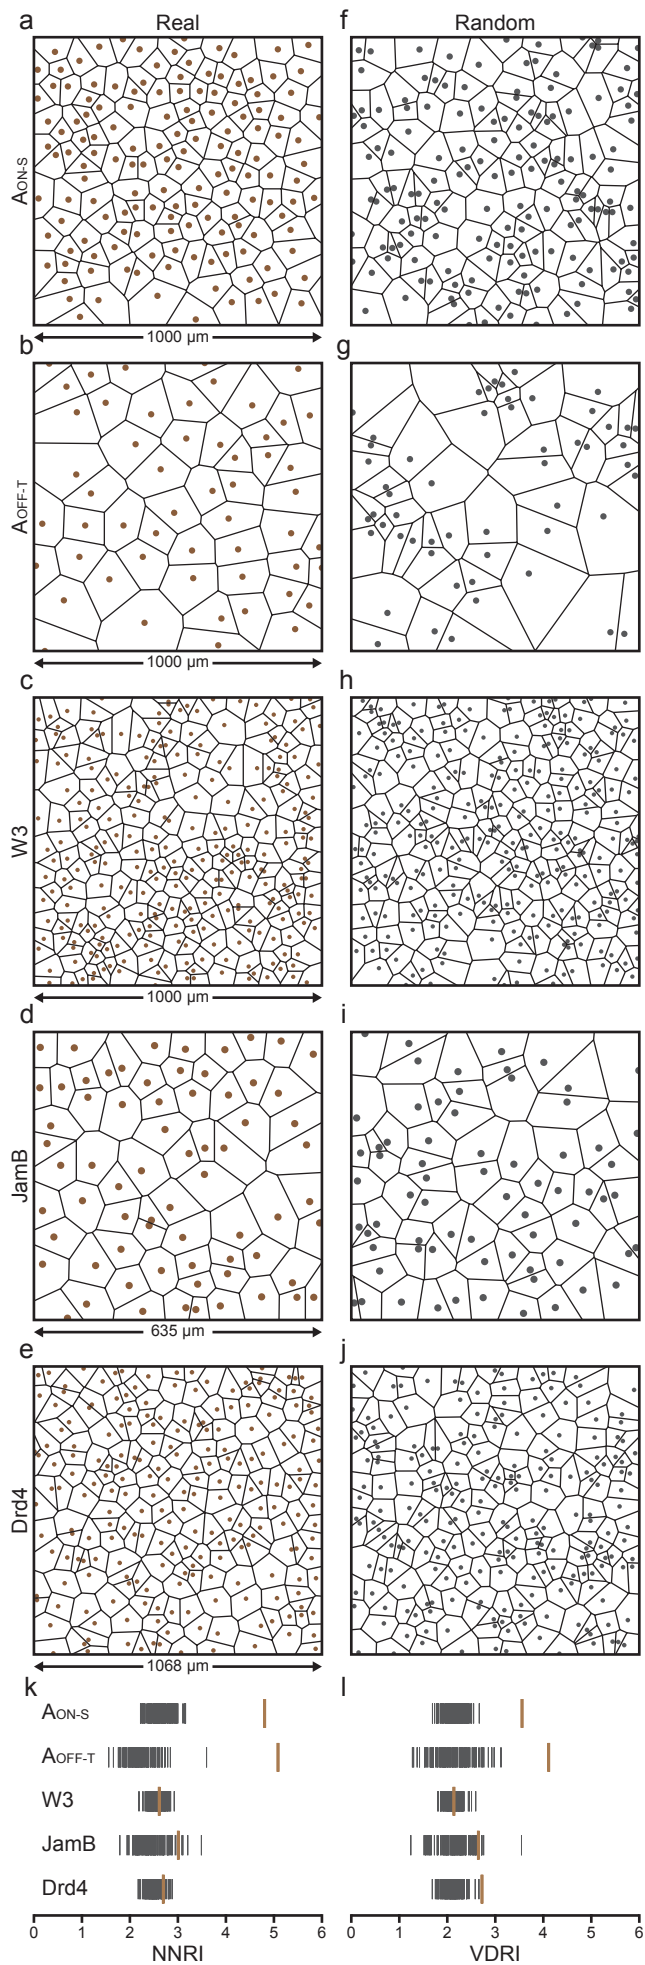 a Real
f Random
AON-S
1000 μm
b
g
AOFF-T
1000 μm
c
h
W3
1000 μm
d
i
JamB
635 μm
e
j
Drd4
1068 μm
k
l
AON-S
AOFF-T
W3
JamB
Drd4
0 1 2 3 4 5 6
0 1 2 3 4 5 6
NNRI
VDRI